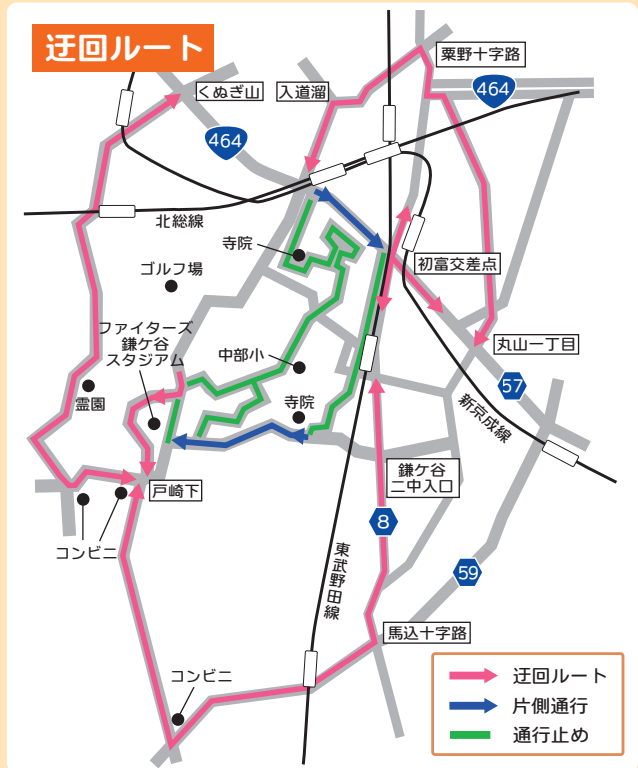 迂回ルート
粟野十字路
くぬぎ山
入道溜
464
464
北総線
寺院
ゴルフ場
初富交差点
ファイターズ
鎌ケ谷
スタジアム
中部小
丸山一丁目
霊園
57
寺院
新京成線
鎌ケ谷
二中入口
戸崎下
8
コンビニ
東武野田線
59
馬込十字路
コンビニ
迂回ルート
片側通行
通行止め